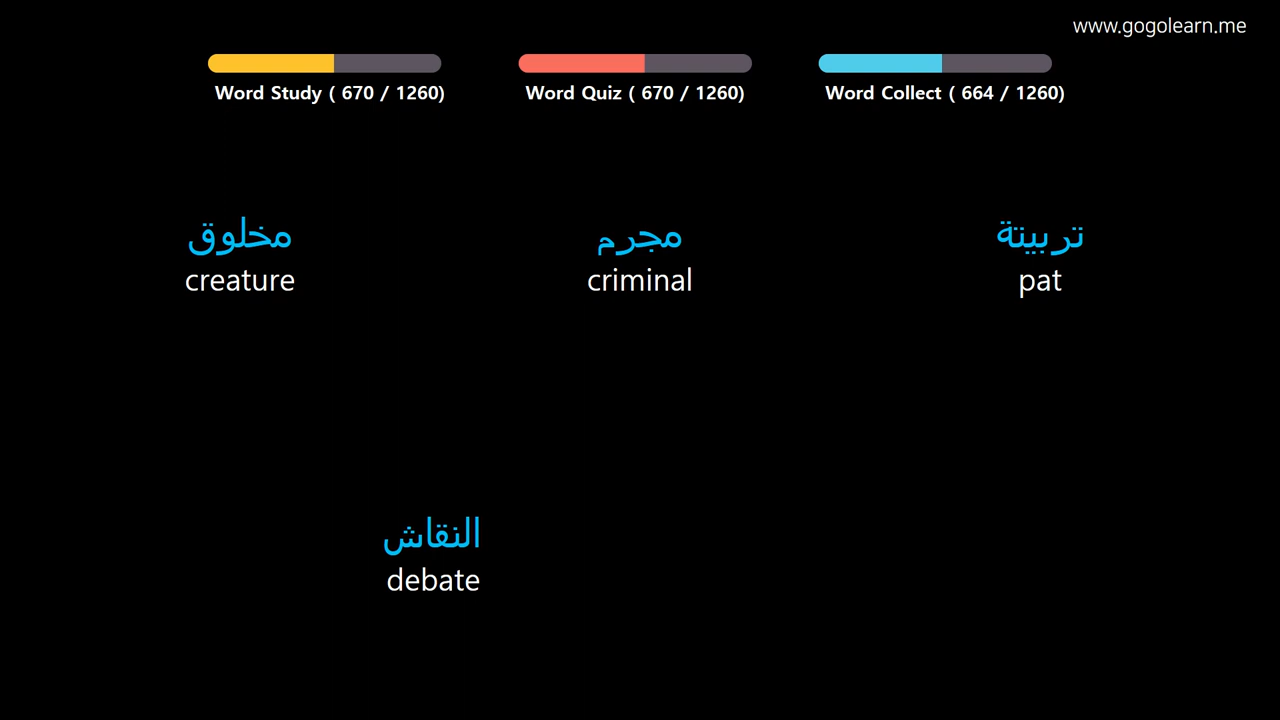 www.gogolearn.me
Word Study ( 670 / 1260)
Word Quiz ( 670 / 1260)
Word Collect ( 664 / 1260)
مخلوق
creature
مجرم
criminal
تربيتة
pat
النقاش
debate